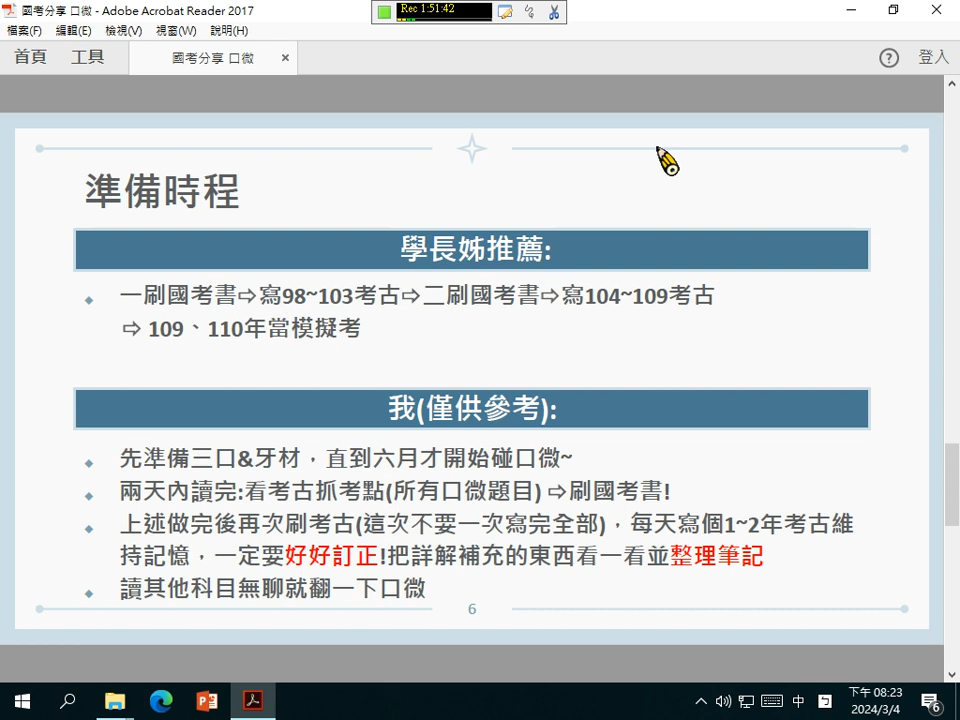 國考分享 口微 - Adobe Acrobat Reader 2017
Rec 1:51:42
檔案(F) 編輯(E) 檢視(V) 視窗(W) 說明(H)
首頁 工具 國考分享 口微 × ? 登入
準備時程
學長姊推薦:
一刷國考書⇨寫98~103考古⇨二刷國考書⇨寫104~109考古
⇨ 109、110年當模擬考
我(僅供參考):
先準備三口&牙材，直到六月才開始碰口微~
兩天內讀完:看考古抓考點(所有口微題目) ⇨刷國考書!
上述做完後再次刷考古(這次不要一次寫完全部)，每天寫個1~2年考古維
持記憶，一定要好好訂正!把詳解補充的東西看一看並整理筆記
讀其他科目無聊就翻一下口微
6
中 下午 08:23
2024/3/4
6